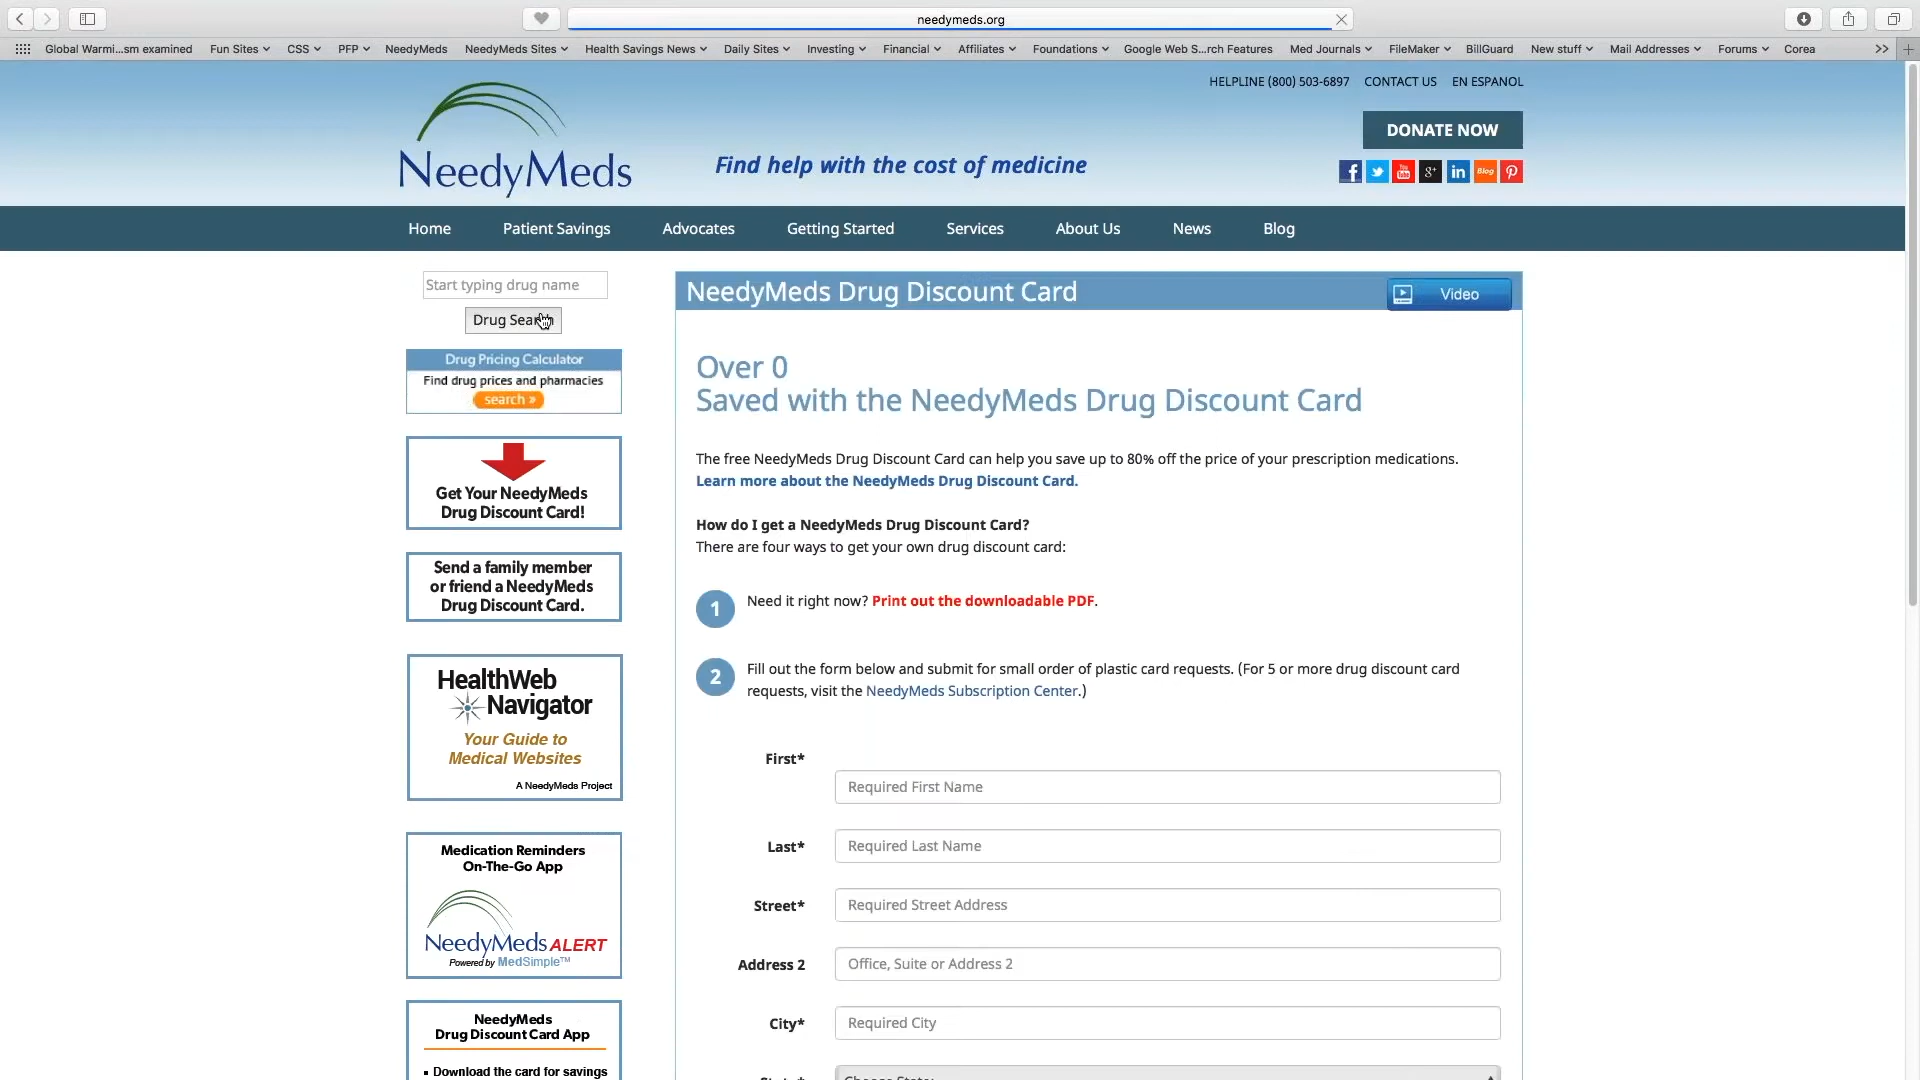 needymeds.org
Global Warmi...sm examined Fun Sites CSS PFP NeedyMeds NeedyMeds Sites Health Savings News Daily Sites Investing Financial Affiliates Foundations Google Web S...rch Features Med Journals FileMaker BillGuard New stuff Mail Addresses Forums Corea
HELPLINE (800) 503-6897 CONTACT US EN ESPANOL
DONATE NOW
NeedyMeds
Find help with the cost of medicine
You Tube g+ in Blog
Home Patient Savings Advocates Getting Started Services About Us News Blog
Start typing drug name
Drug Search
Drug Pricing Calculator
Find drug prices and pharmacies
search »
Get Your NeedyMeds
Drug Discount Card!
Send a family member
or friend a NeedyMeds
Drug Discount Card.
HealthWeb
Navigator
Your Guide to
Medical Websites
A NeedyMeds Project
Medication Reminders
On-The-Go App
NeedyMeds ALERT
Powered by MedSimple™
NeedyMeds
Drug Discount Card App
▪ Download the card for savings
NeedyMeds Drug Discount Card
Video
Over 0
Saved with the NeedyMeds Drug Discount Card
The free NeedyMeds Drug Discount Card can help you save up to 80% off the price of your prescription medications.
Learn more about the NeedyMeds Drug Discount Card.
How do I get a NeedyMeds Drug Discount Card?
There are four ways to get your own drug discount card:
1 Need it right now? Print out the downloadable PDF.
2 Fill out the form below and submit for small order of plastic card requests. (For 5 or more drug discount card
requests, visit the NeedyMeds Subscription Center.)
First*
Required First Name
Last* Required Last Name
Street* Required Street Address
Address 2 Office, Suite or Address 2
City* Required City